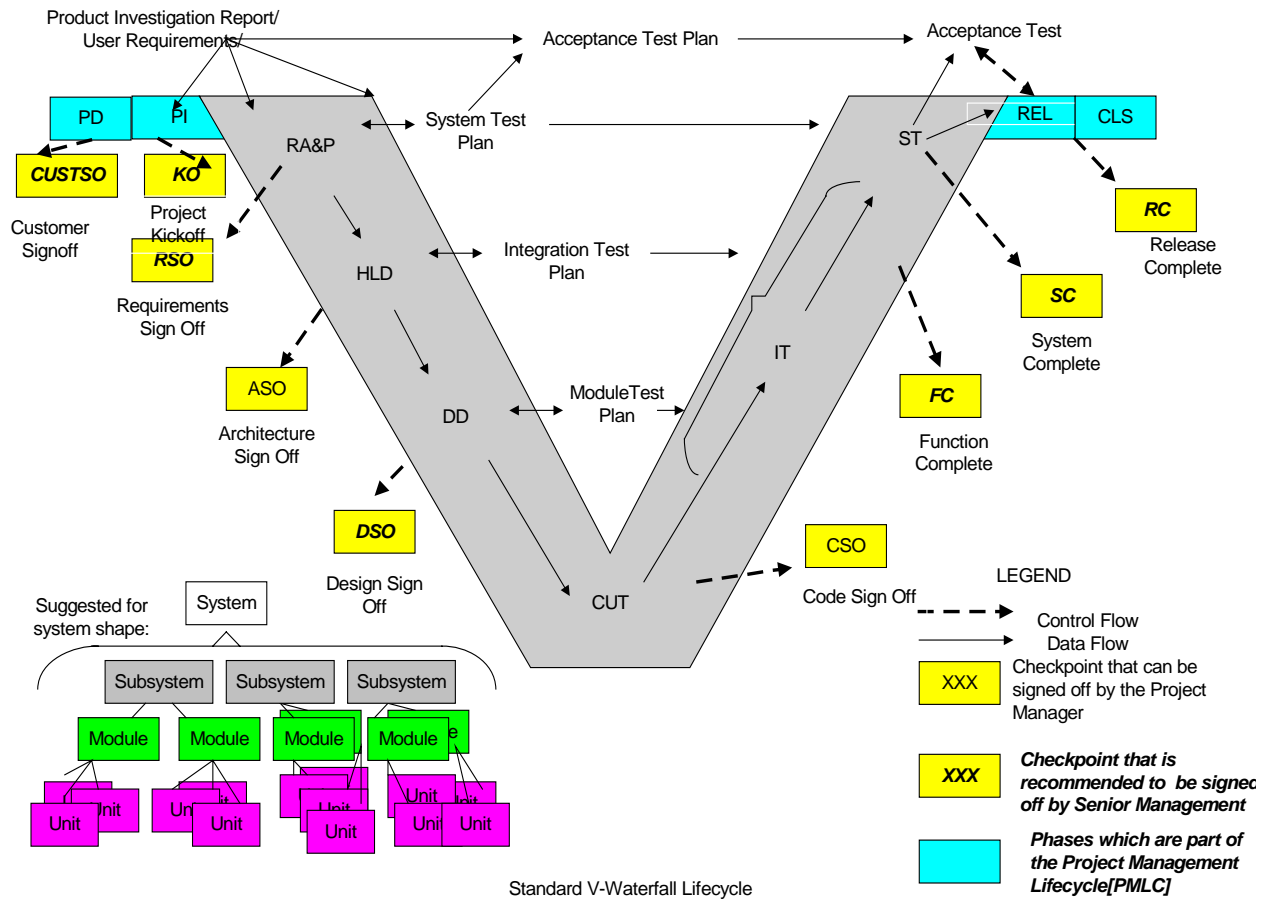 Product Investigation Report/
User Requirements/
Acceptance Test Plan
Acceptance Test
PD
PI
System Test
Plan
RA&P
ST
REL
CLS
CUSTSO
KO
Customer
Signoff
Project
Kickoff
RSO
Requirements
Sign Off
HLD
Integration Test
Plan
RC
Release
Complete
SC
System
Complete
IT
ASO
Architecture
Sign Off
DD
ModuleTest
Plan
FC
Function
Complete
DSO
Design Sign
Off
CUT
CSO
Code Sign Off
LEGEND
Control Flow
Data Flow
XXX
Checkpoint that can be
signed off by the Project
Manager
XXX
Checkpoint that is
recommended to be signed
off by Senior Management
Phases which are part of
the Project Management
Lifecycle[PMLC]
Suggested for
system shape:
System
Subsystem
Subsystem
Subsystem
Module
Module
Module
Module
Unit
Unit
Unit
Unit
Unit
Unit
Unit
Unit
Standard V-Waterfall Lifecycle